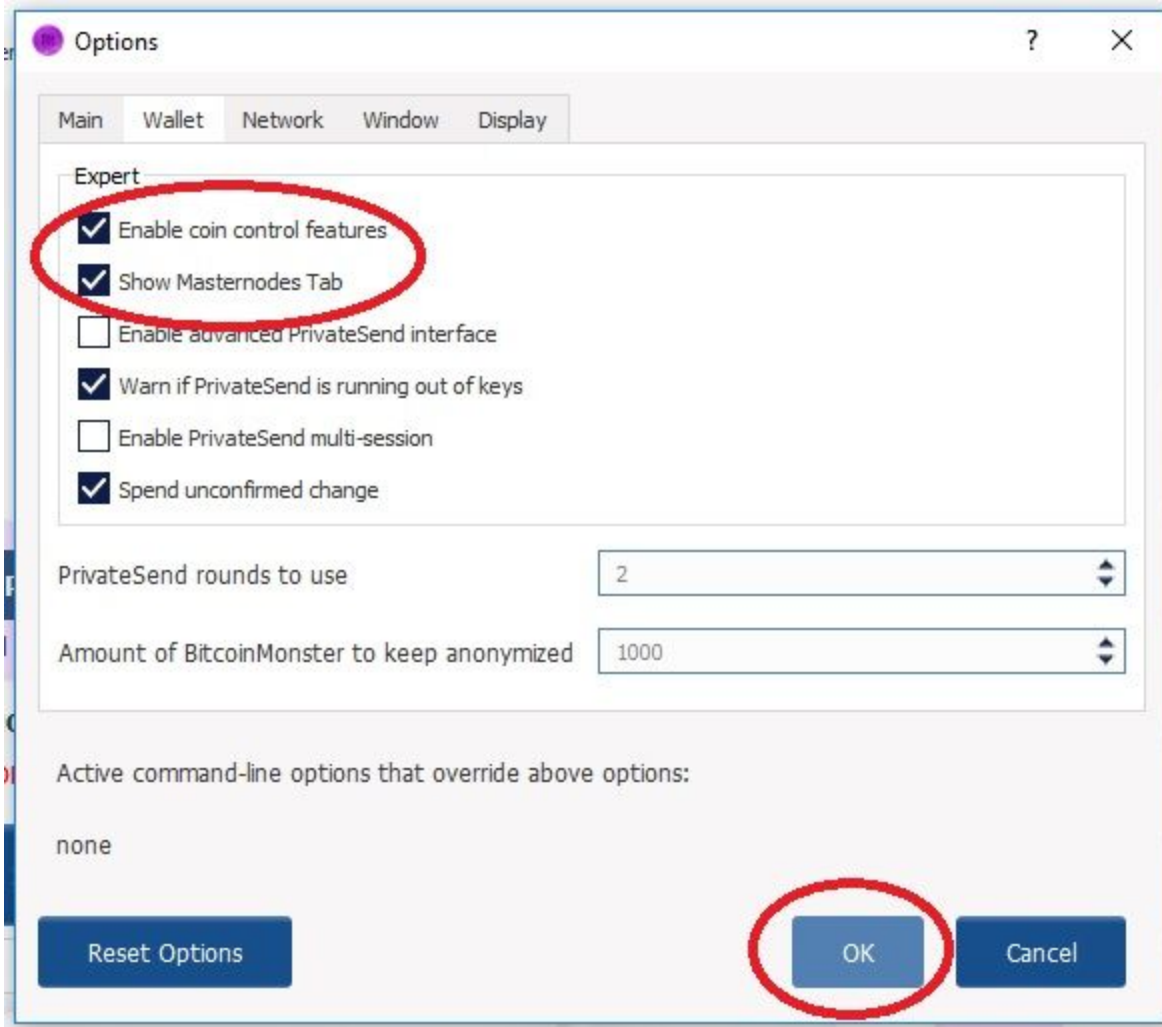 Options
Main Wallet Network Window Display
Expert
Enable coin control features
Show Masternodes Tab
Enable advanced PrivateSend interface
Warn if PrivateSend is running out of keys
Enable PrivateSend multi-session
Spend unconfirmed change
PrivateSend rounds to use 2
Amount of BitcoinMonster to keep anonymized 1000
Active command-line options that override above options:
none
Reset Options OK Cancel